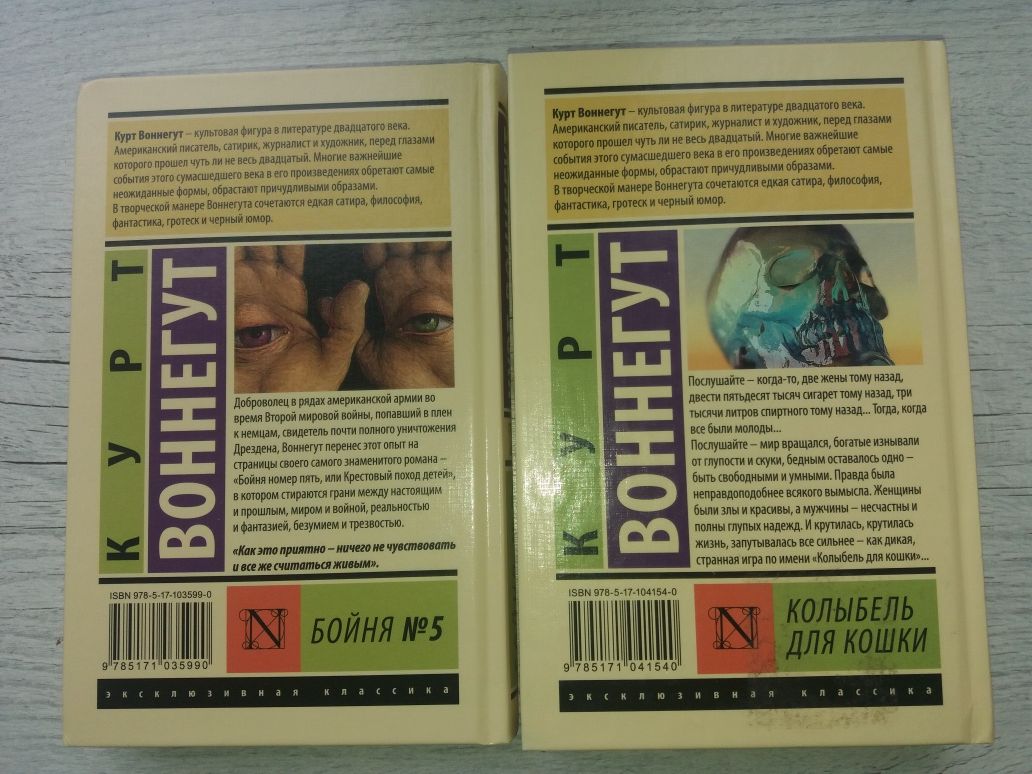 Курт Воннегут – культовая фигура в литературе двадцатого века.
Американский писатель, сатирик, журналист и художник, перед глазами
которого прошел чуть ли не весь двадцатый. Многие важнейшие
события этого сумасшедшего века в его произведениях обретают самые
неожиданные формы, обрастают причудливыми образами.
В творческой манере Воннегута сочетаются едкая сатира, философия,
фантастика, гротеск и черный юмор.
КУРТ
ВОННЕГУТ
Доброволец в рядах американской армии во
время Второй мировой войны, попавший в плен
к немцам, свидетель почти полного уничтожения
Дрездена, Воннегут перенес этот опыт на
страницы своего самого знаменитого романа –
«Бойня номер пять, или Крестовый поход детей»,
в котором стираются грани между настоящим
и прошлым, миром и войной, реальностью
и фантазией, безумием и трезвостью.
«Как это приятно – ничего не чувствовать
и все же считаться живым».
ISBN 978-5-17-103599-0
9 785171 035990
N
БОЙНЯ №5
эксклюзивная классика
Курт Воннегут – культовая фигура в литературе двадцатого века.
Американский писатель, сатирик, журналист и художник, перед глазами
которого прошел чуть ли не весь двадцатый. Многие важнейшие
события этого сумасшедшего века в его произведениях обретают самые
неожиданные формы, обрастают причудливыми образами.
В творческой манере Воннегута сочетаются едкая сатира, философия,
фантастика, гротеск и черный юмор.
КУРТ
ВОННЕГУТ
Послушайте – когда-то, две жены тому назад,
двести пятьдесят тысяч сигарет тому назад, три
тысячи литров спиртного тому назад... Тогда, когда
все были молоды...
Послушайте – мир вращался, богатые изнывали
от глупости и скуки, бедным оставалось одно –
быть свободными и умными. Правда была
неправдоподобнее всякого вымысла. Женщины
были злы и красивы, а мужчины – несчастны и
полны глупых надежд. И крутилась, крутилась
жизнь, запутывалась все сильнее – как дикая,
странная игра по имени «Колыбель для кошки»...
ISBN 978-5-17-104154-0
9 785171 041540
N
КОЛЫБЕЛЬ
ДЛЯ КОШКИ
эксклюзивная классика